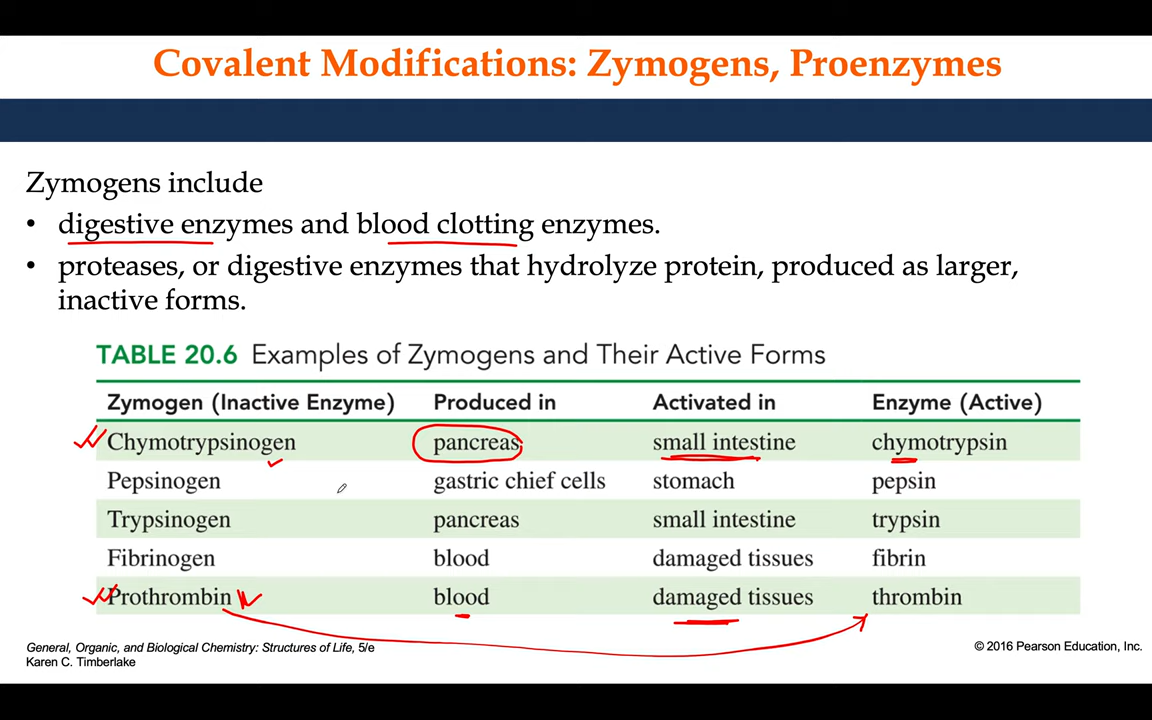 Covalent Modifications: Zymogens, Proenzymes
Zymogens include
• digestive enzymes and blood clotting enzymes.
• proteases, or digestive enzymes that hydrolyze protein, produced as larger,
inactive forms.
TABLE 20.6 Examples of Zymogens and Their Active Forms
Zymogen (Inactive Enzyme) Produced in Activated in Enzyme (Active)
Chymotrypsinogen pancreas small intestine chymotrypsin
Pepsinogen gastric chief cells stomach pepsin
Trypsinogen pancreas small intestine trypsin
Fibrinogen blood damaged tissues fibrin
Prothrombin blood damaged tissues thrombin
General, Organic, and Biological Chemistry: Structures of Life, 5/e © 2016 Pearson Education, Inc.
Karen C. Timberlake